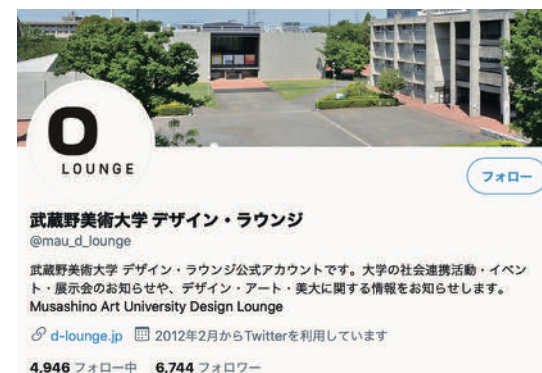 D
LOUNGE
フォロー
武蔵野美術大学 デザイン・ラウンジ
@mau_d_lounge
武蔵野美術大学 デザイン・ラウンジ公式アカウントです。大学の社会連携活動・イベン
ト・展示会のお知らせや、デザイン・アート・美大に関する情報をお知らせします。
Musashino Art University Design Lounge
d-lounge.jp 2012年2月からTwitterを利用しています
4,946 フォロー中 6,744 フォロワー